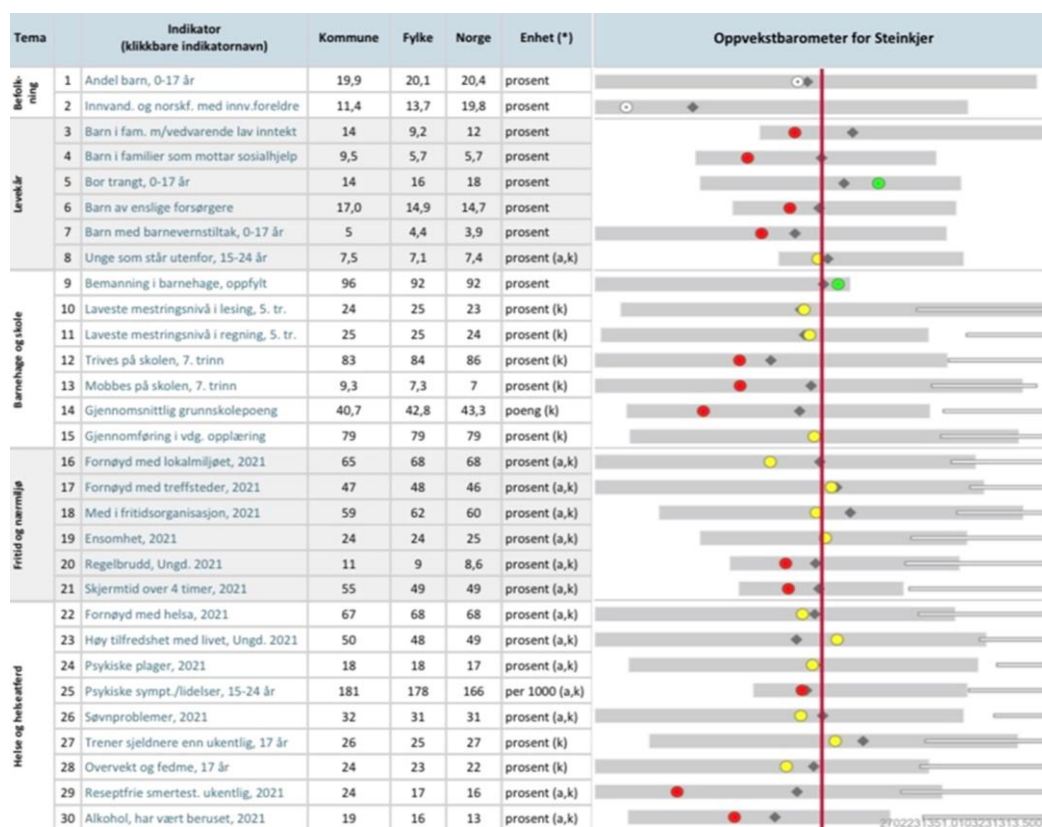 Tema Indikator (klikkbare indikatornavn) Kommune Fylke Norge Enhet (*) Oppvekstbarometer for Steinkjer
Befolk-
ning
1 Andel barn, 0-17 år 19,9 20,1 20,4 prosent
2 Innvand. og norskf. med innv.foreldre 11,4 13,7 19,8 prosent
Levekår
3 Barn i fam. m/vedvarende lav inntekt 14 9,2 12 prosent
4 Barn i familier som mottar sosialhjelp 9,5 5,7 5,7 prosent
5 Bor trangt, 0-17 år 14 16 18 prosent
6 Barn av enslige forsørgere 17,0 14,9 14,7 prosent
7 Barn med barnevernstiltak, 0-17 år 5 4,4 3,9 prosent
8 Unge som står utenfor, 15-24 år 7,5 7,1 7,4 prosent (a,k)
Barnehage og skole
9 Bemanning i barnehage, oppfylt 96 92 92 prosent
10 Laveste mestringsnivå i lesing, 5. tr. 24 25 23 prosent (k)
11 Laveste mestringsnivå i regning, 5. tr. 25 25 24 prosent (k)
12 Trives på skolen, 7. trinn 83 84 86 prosent (k)
13 Mobbes på skolen, 7. trinn 9,3 7,3 7 prosent (k)
14 Gjennomsnittlig grunnskolepoeng 40,7 42,8 43,3 poeng (k)
15 Gjennomføring i vdg. opplæring 79 79 79 prosent (k)
Fritid og nærmiljø
16 Fornøyd med lokalmiljøet, 2021 65 68 68 prosent (a,k)
17 Fornøyd med treffsteder, 2021 47 48 46 prosent (a,k)
18 Med i fritidsorganisasjon, 2021 59 62 60 prosent (a,k)
19 Ensomhet, 2021 24 24 25 prosent (a,k)
20 Regelbrudd, Ungd. 2021 11 9 8,6 prosent (a,k)
21 Skjermtid over 4 timer, 2021 55 49 49 prosent (a,k)
Helse og helseatferd
22 Fornøyd med helsa, 2021 67 68 68 prosent (a,k)
23 Høy tilfredshet med livet, Ungd. 2021 50 48 49 prosent (a,k)
24 Psykiske plager, 2021 18 18 17 prosent (a,k)
25 Psykiske sympt./lidelser, 15-24 år 181 178 166 per 1000 (a,k)
26 Søvnproblemer, 2021 32 31 31 prosent (a,k)
27 Trener sjeldnere enn ukentlig, 17 år 26 25 27 prosent (k)
28 Overvekt og fedme, 17 år 24 23 22 prosent (k)
29 Reseptfrie smertest. ukentlig, 2021 24 17 16 prosent (a,k)
30 Alkohol, har vært beruset, 2021 19 16 13 prosent (a,k)